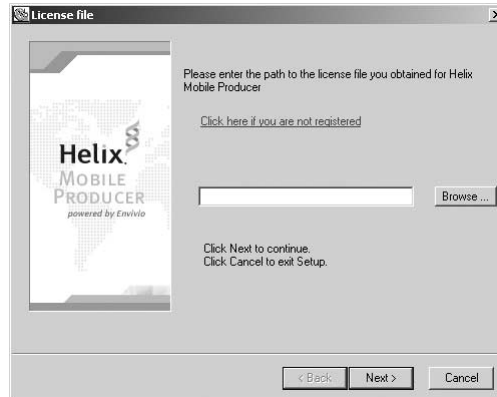 License file
Please enter the path to the license file you obtained for Helix
Mobile Producer
Click here if you are not registered
Helix
MOBILE
PRODUCER
powered by Envivio
Browse ...
Click Next to continue.
Click Cancel to exit Setup.
< Back
Next >
Cancel